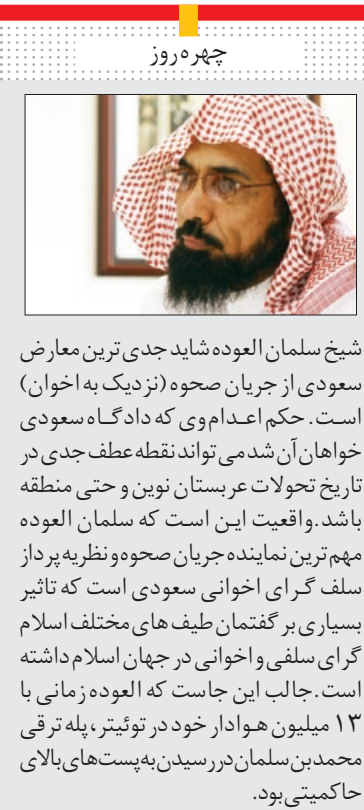 چهره‌روز
شیخ سلمان العوده شاید جدی ترین معارض
سعودی از جریان صحوه (نزدیک به اخوان)
است. حکم اعدام وی که دادگاه سعودی
خواهان آن شد می تواند نقطه عطف جدی در
تاریخ تحولات عربستان نوین و حتی منطقه
باشد. واقعیت این است که سلمان العوده
مهم ترین نماینده جریان صحوه و نظریه پرداز
سلف گرای اخوانی سعودی است که تاثیر
بسیاری بر گفتمان طیف های مختلف اسلام
گرای سلفی و اخوانی در جهان اسلام داشته
است. جالب این جاست که العوده زمانی با
۱۳ میلیون هوادار خود در توئیتر، پله ترقی
محمدبن سلمان در رسیدن به پست های بالای
حاکمیتی بود.